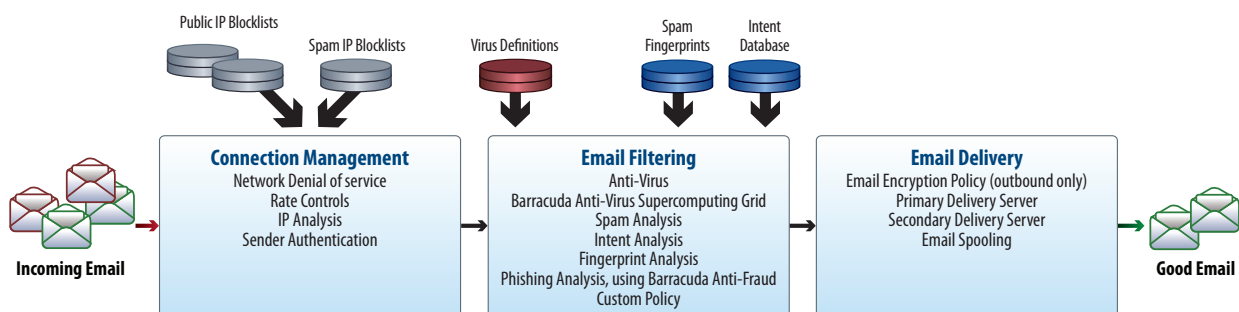 Public IP Blocklists
Spam IP Blocklists
Virus Definitions
Spam
Fingerprints
Intent
Database
Incoming Email
Connection Management
Network Denial of service
Rate Controls
IP Analysis
Sender Authentication
Email Filtering
Anti-Virus
Barracuda Anti-Virus Supercomputing Grid
Spam Analysis
Intent Analysis
Fingerprint Analysis
Phishing Analysis, using Barracuda Anti-Fraud
Custom Policy
Email Delivery
Email Encryption Policy (outbound only)
Primary Delivery Server
Secondary Delivery Server
Email Spooling
Good Email